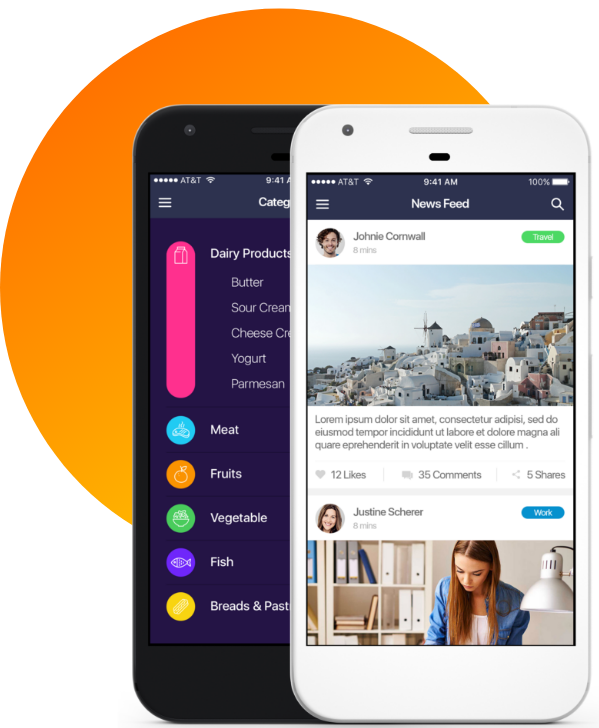 AT&T
9:41 A
Categ
Dairy Products
Butter
Sour Crean
Cheese Cre
Yogurt
Parmesan
Meat
Fruits
Vegetable
Fish
Breads & Past
AT&T
9:41 AM
100%
News Feed
Johnie Cornwall
8 mins
Travel
Lorem ipsum dolor sit amet, consectetur adipisi, sed do
eiusmod tempor incididunt ut labore et dolore magna ali
quare eprehenderit in voluptate velit esse cillum .
12 Likes
35 Comments
5 Shares
Justine Scherer
8 mins
Work